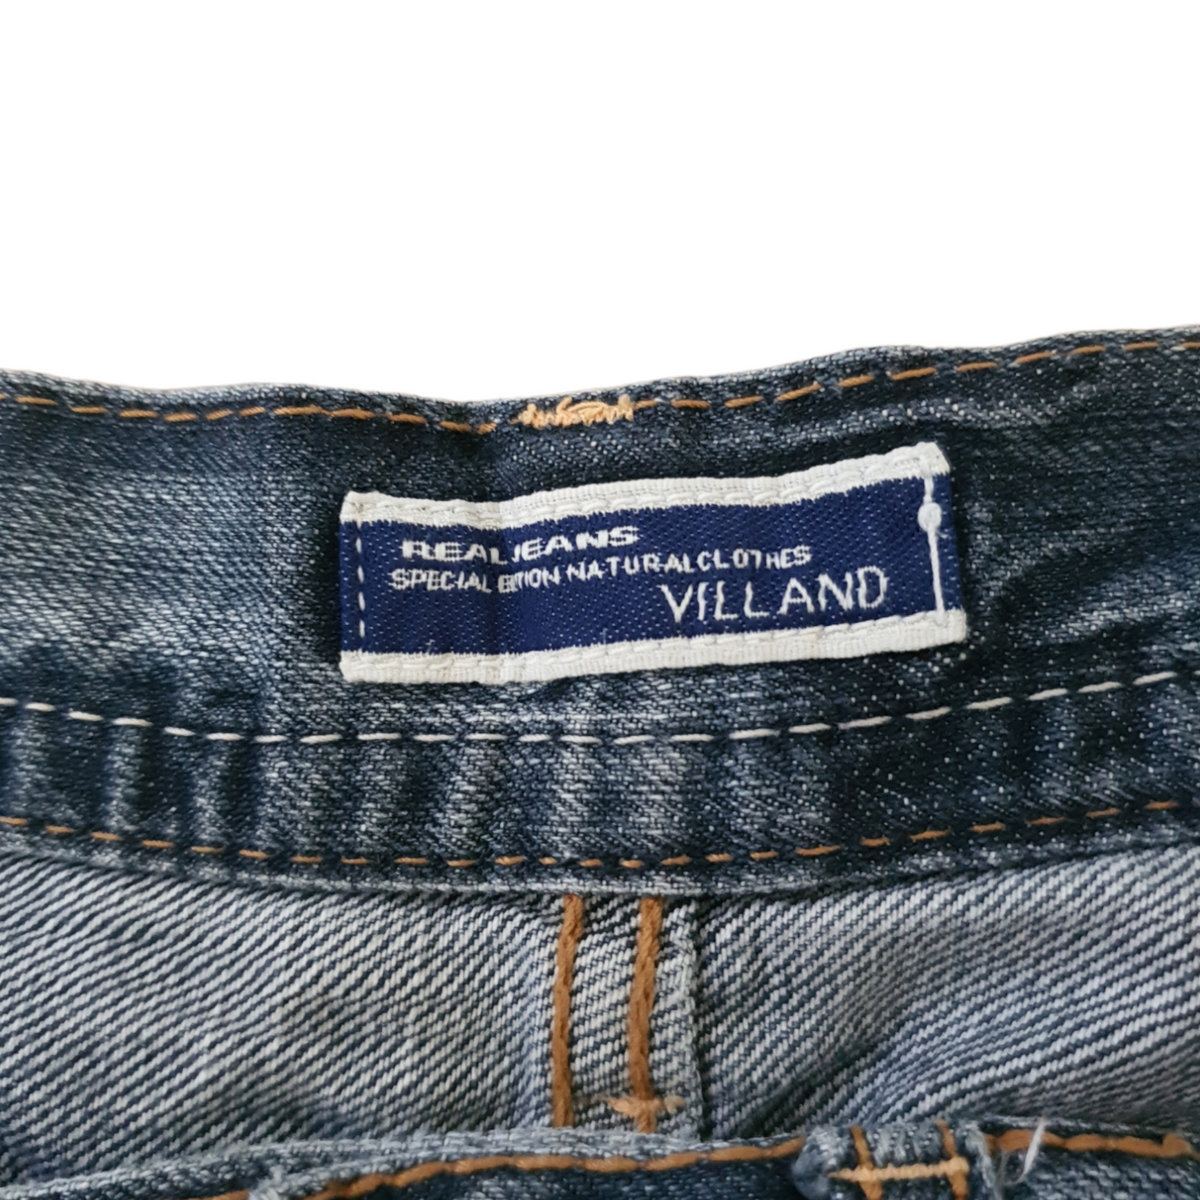 REALJEANS
SPECIAL EDITION NATURALCLOTHES
VILLAND